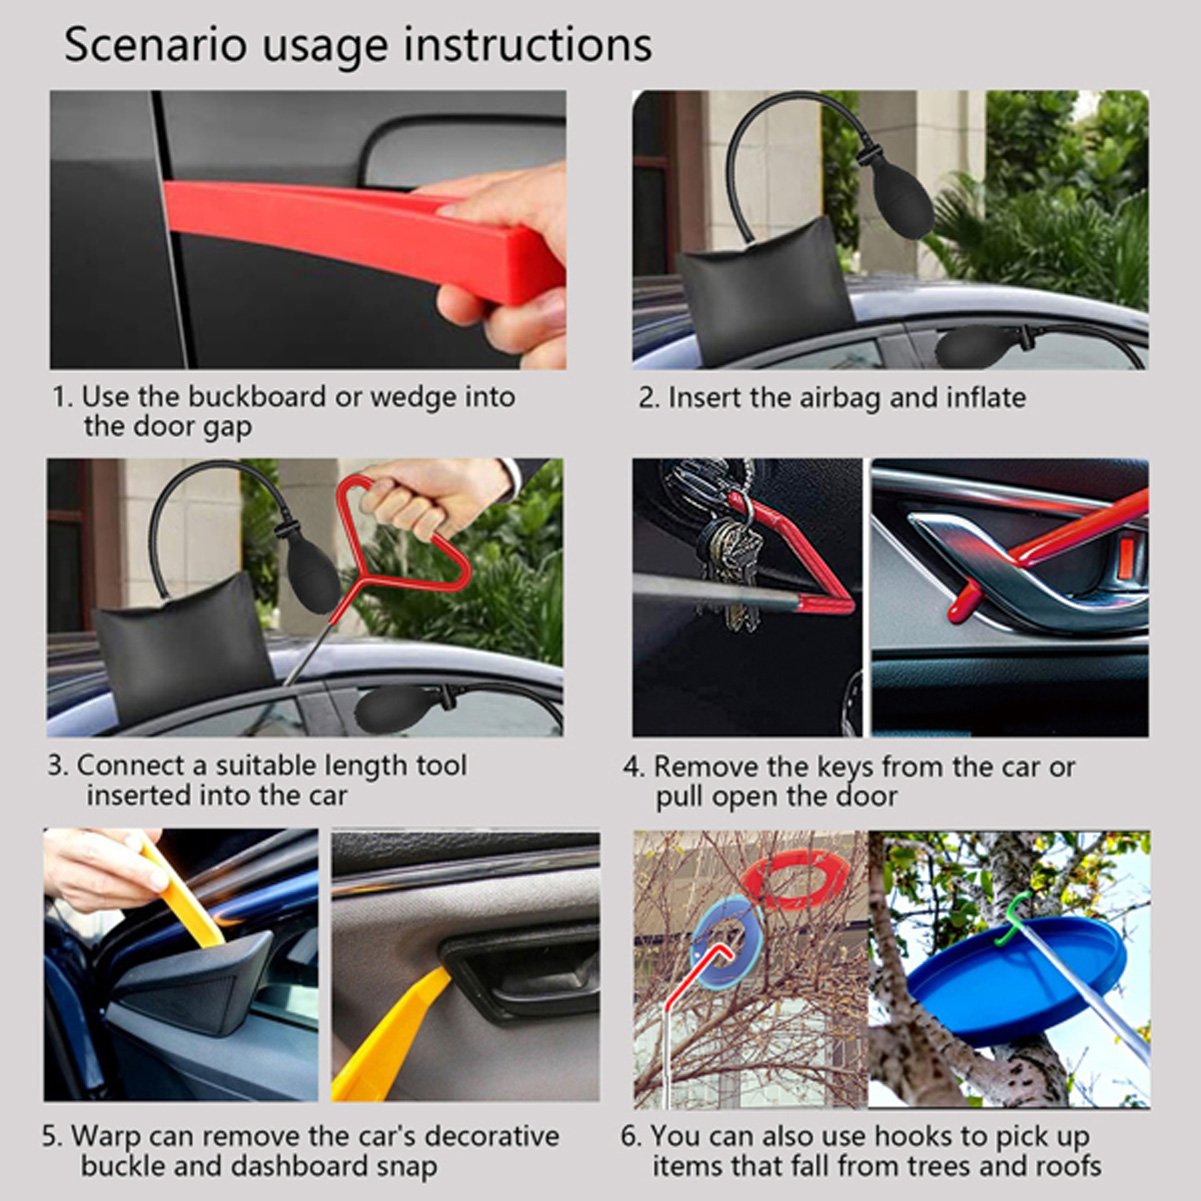 Scenario usage instructions
1. Use the buckboard or wedge into
the door gap
2. Insert the airbag and inflate
3. Connect a suitable length tool
inserted into the car
4. Remove the keys from the car or
pull open the door
5. Warp can remove the car's decorative
buckle and dashboard snap
6. You can also use hooks to pick up
items that fall from trees and roofs